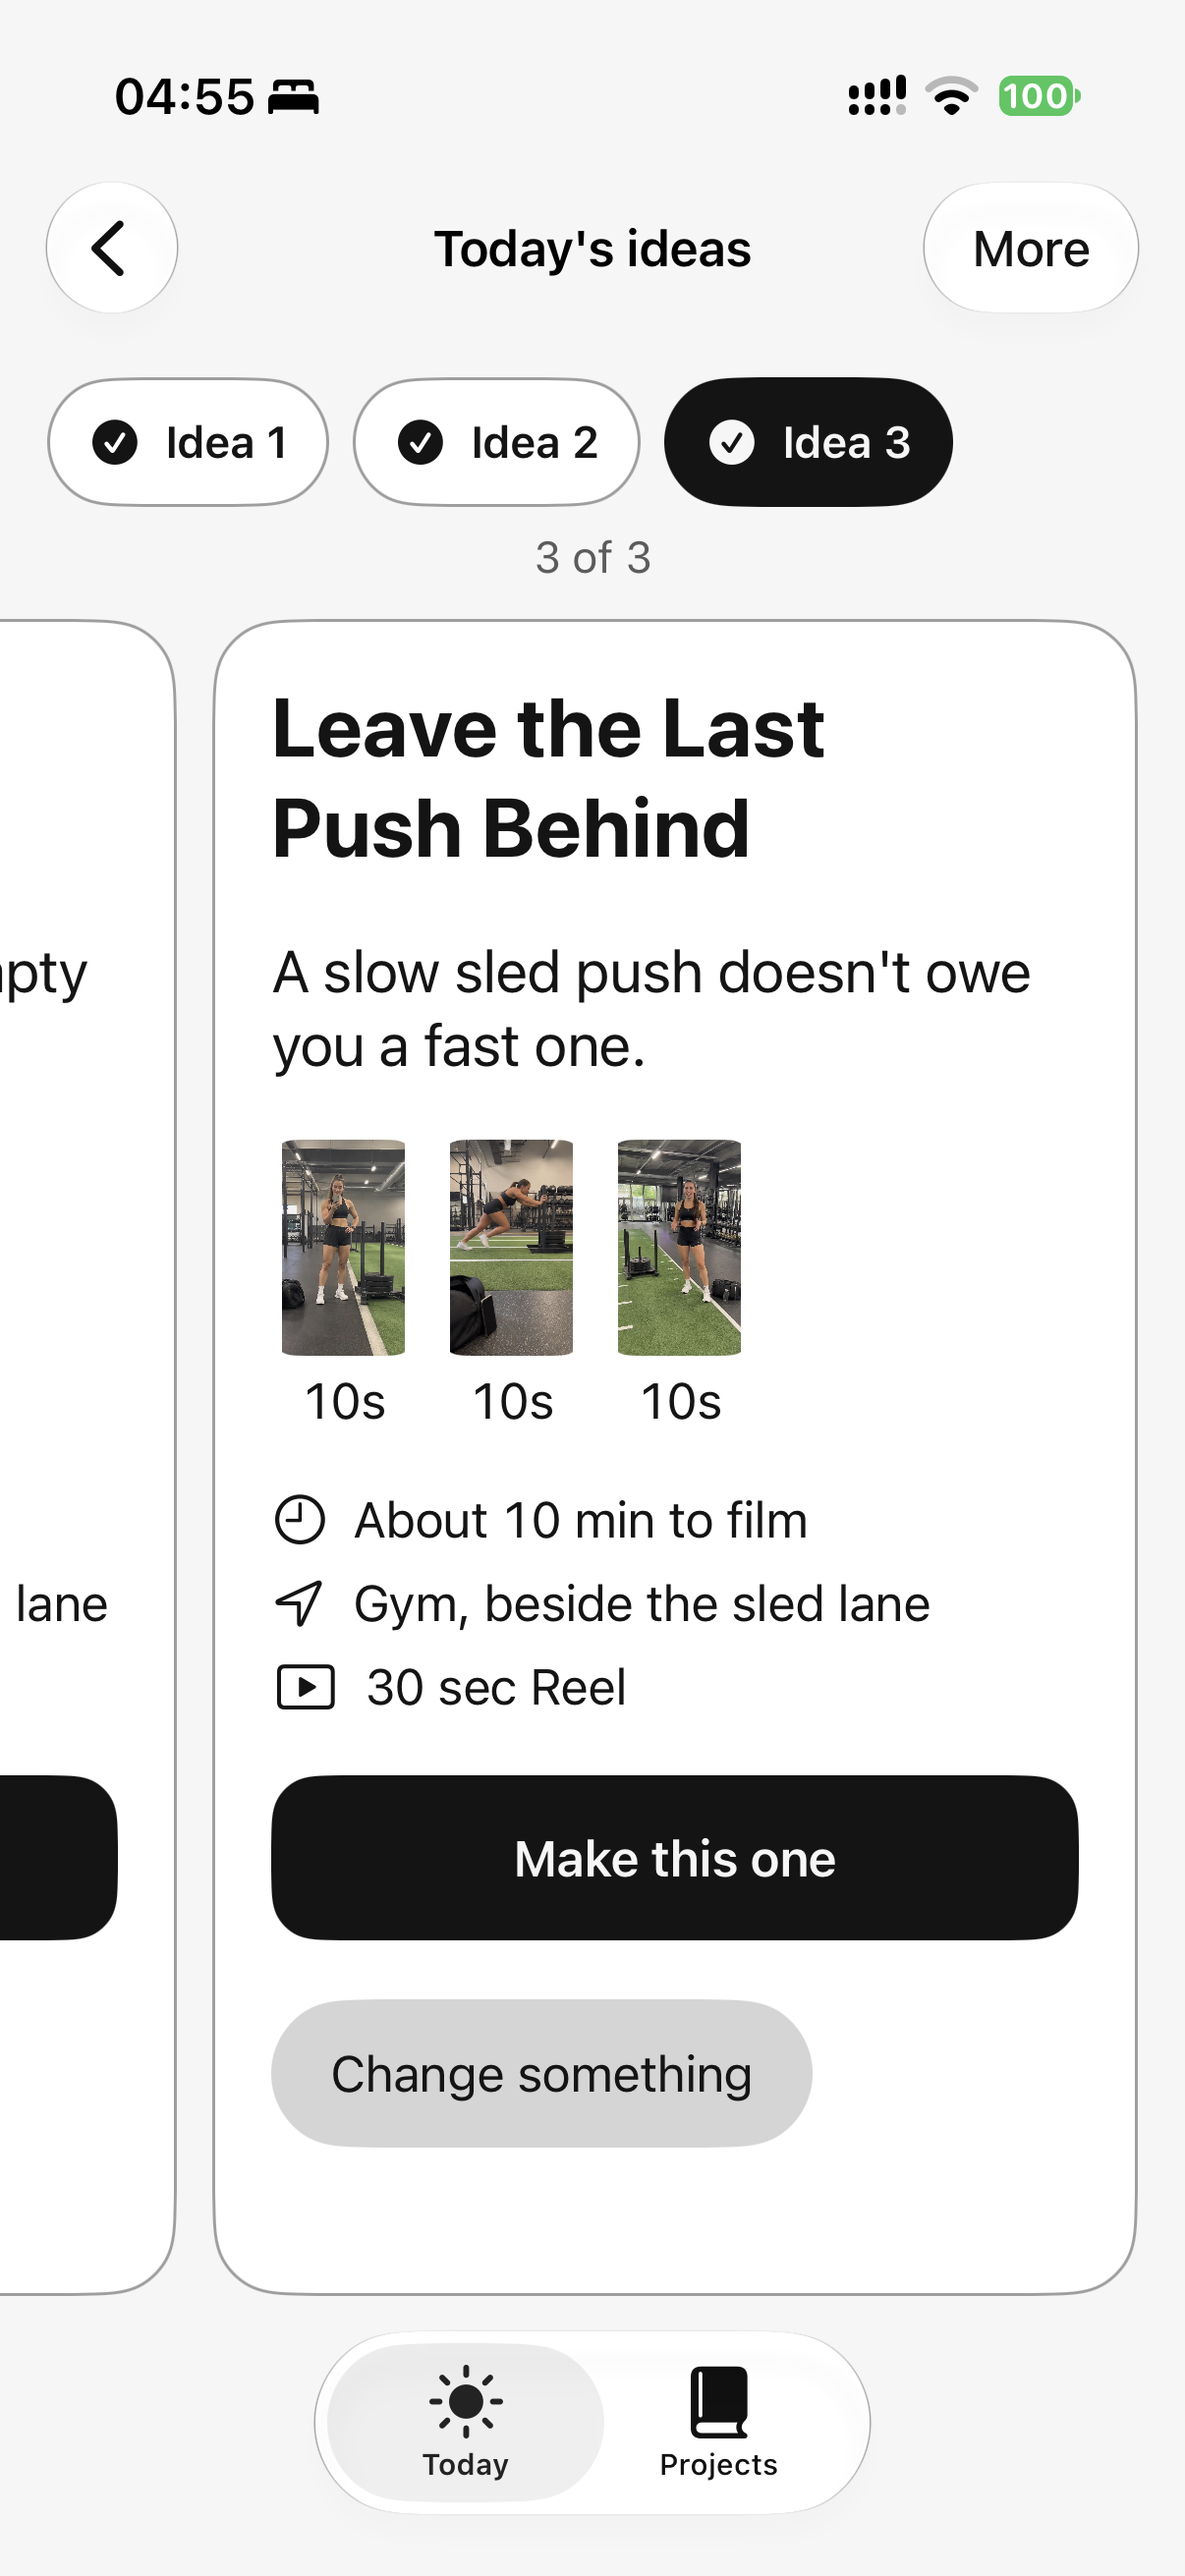 04:55
100
Today's ideas
More
Idea 1
Idea 2
Idea 3
3 of 3
Leave the Last
Push Behind
A slow sled push doesn't owe
you a fast one.
10s
10s
10s
About 10 min to film
lane
Gym, beside the sled lane
30 sec Reel
Make this one
Change something
Today
Projects